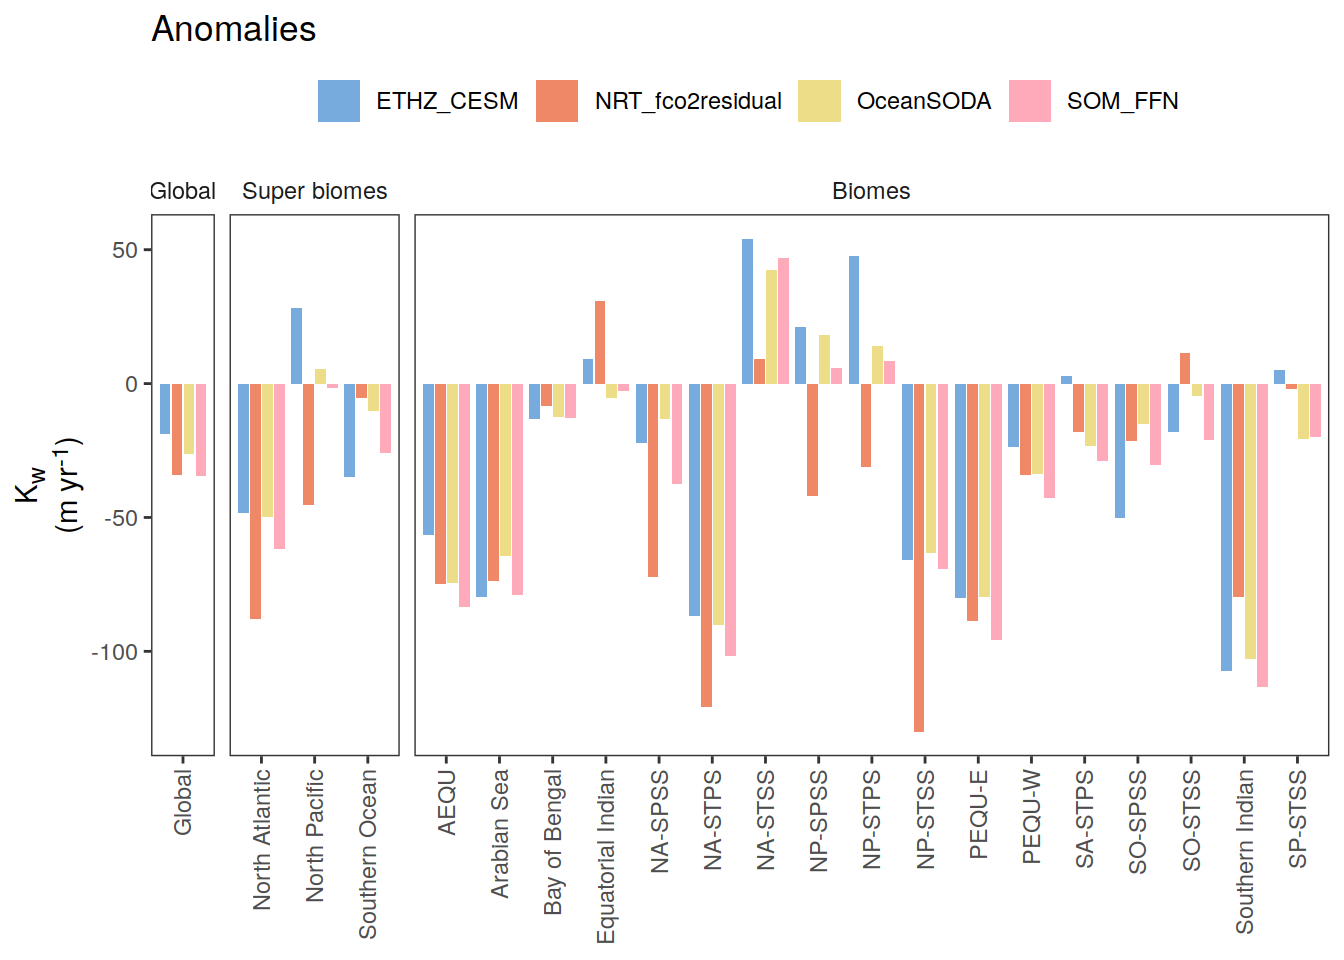 Anomalies
ETHZ_CESM NRT_fco2residual OceanSODA SOM_FFN
Global Super biomes Biomes
50
0
-50
-100
Kw
(m yr-1)
Global
North Atlantic
North Pacific
Southern Ocean
AEQU
Arabian Sea
Bay of Bengal
Equatorial Indian
NA-SPSS
NA-STPS
NA-STSS
NP-SPSS
NP-STPS
NP-STSS
PEQU-E
PEQU-W
SA-STPS
SO-SPSS
SO-STSS
Southern Indian
SP-STSS